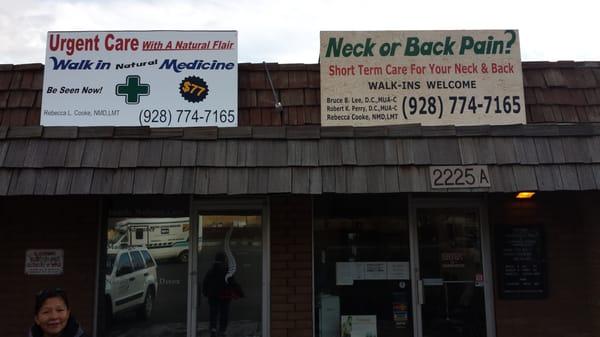 Urgent Care With A Natural Flair
Walk in Natural Medicine
Be Seen Now!
$77
Rebecca L. Cooke, NMD,LMT
(928) 774-7165
Neck or Back Pain?
Short Term Care For Your Neck & Back
WALK-INS WELCOME
Bruce B. Lee, D.C.,MUA-C
Robert K. Perry, D.C.,MUA-C
Rebecca Cooke, NMD,LMT
(928) 774-7165
2225 A